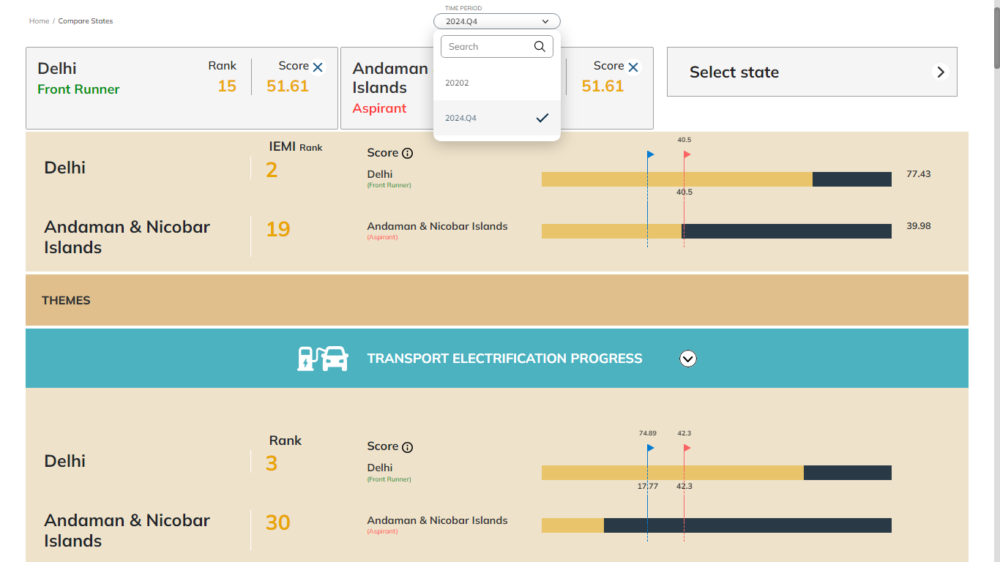 TIME PERIOD
2024.Q4
Home / Compare States
Search
20202
2024.Q4
Delhi
Front Runner
Rank
15
Score
51.61
Andaman
Islands
Aspirant
Score
51.61
Select state
IEMI Rank
Delhi
2
Score
Delhi
(Front Runner)
40.5
77.43
40.5
Andaman & Nicobar
Islands
19
Andaman & Nicobar Islands
(Aspirant)
39.98
THEMES
TRANSPORT ELECTRIFICATION PROGRESS
Rank
Delhi
3
Score
Delhi
(Front Runner)
74.89
42.3
17.77
42.3
Andaman & Nicobar
Islands
30
Andaman & Nicobar Islands
(Aspirant)